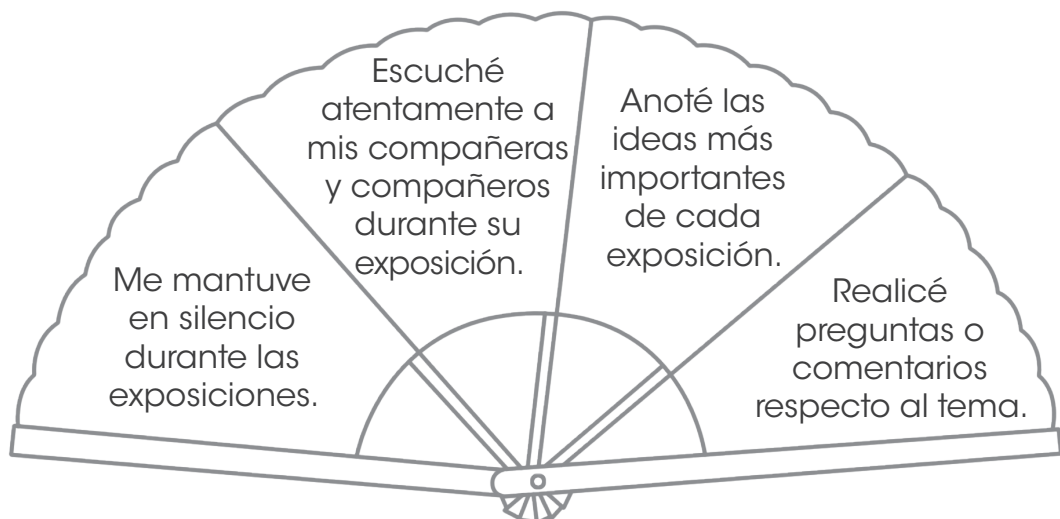 Me mantuve
en silencio
durante las
exposiciones.
Escuché
atentamente a
mis compañeras
y compañeros
durante su
exposición.
Anoté las
ideas más
importantes
de cada
exposición.
Realicé
preguntas o
comentarios
respecto al tema.